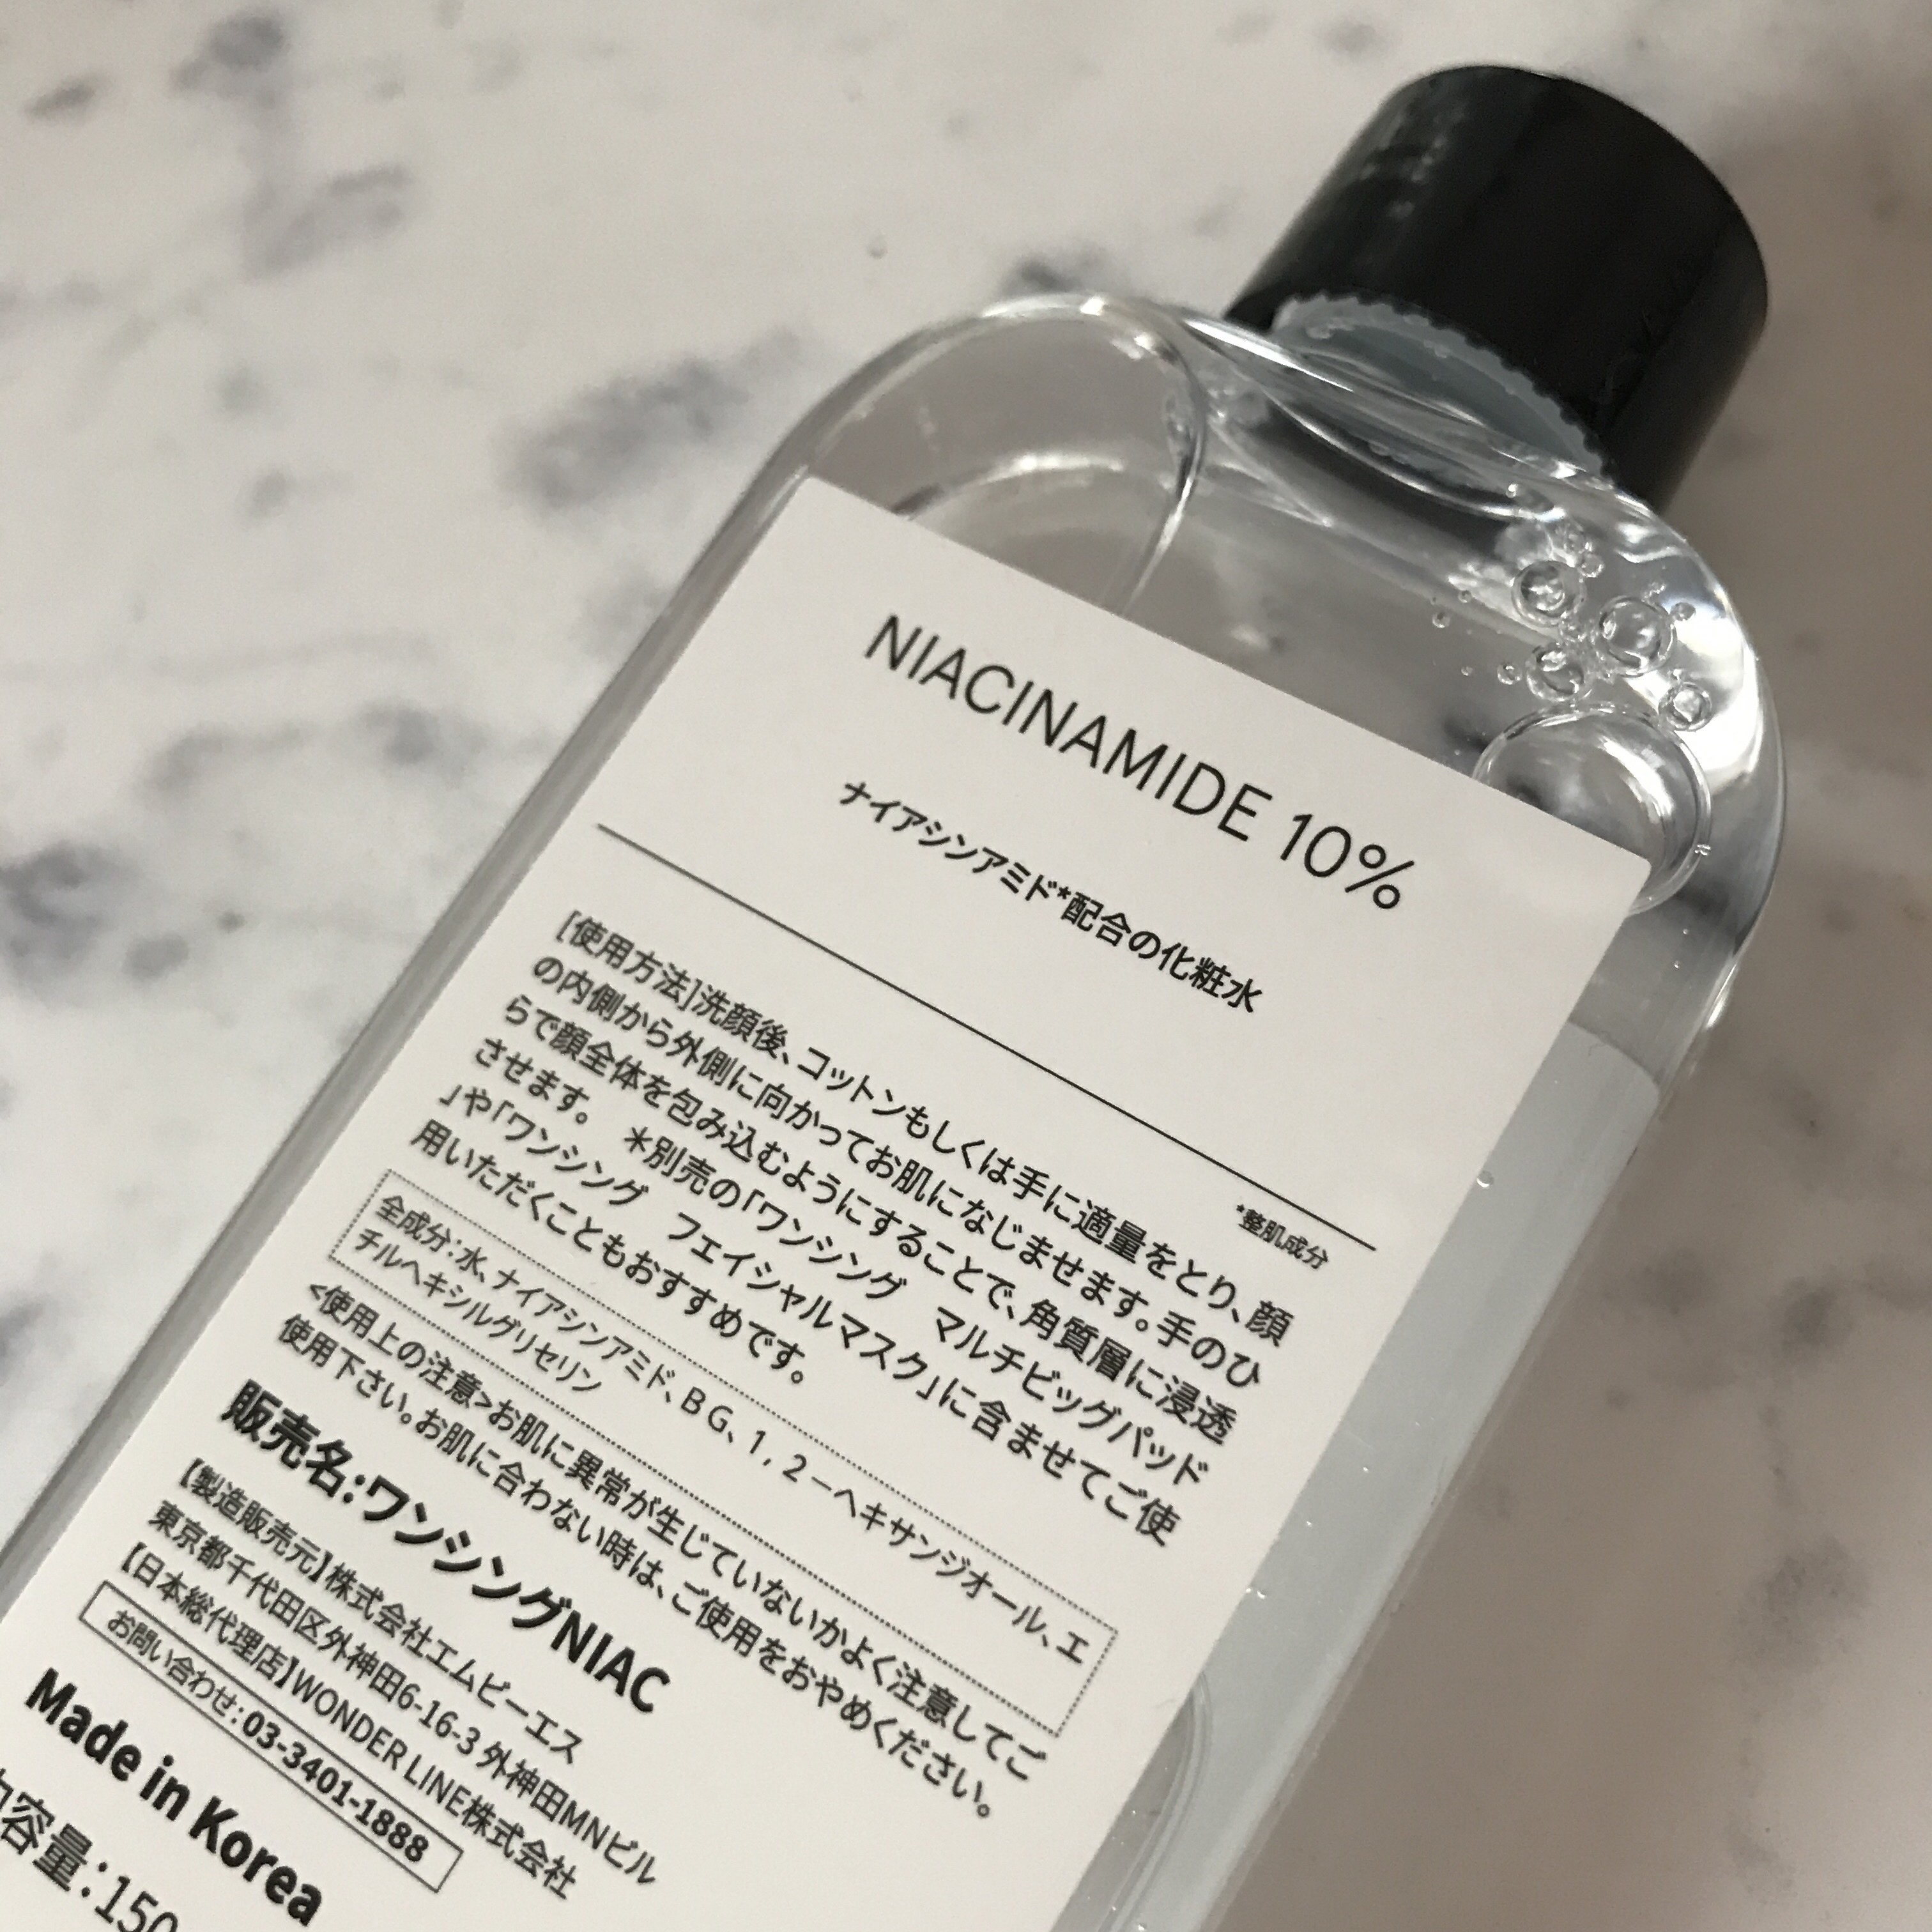 NIACINAMIDE 10%
ナイアシンアミド*配合の化粧水
*整肌成分
[使用方法]洗顔後、コットンもしくは手に適量をとり、顔
の内側から外側に向かってお肌になじませます。手のひ
らで顔全体を包み込むようにすることで、角質層に浸透
させます。 ＊別売の「ワンシング マルチビッグパッド
」や「ワンシング フェイシャルマスク」に含ませてご使
用いただくこともおすすめです。
全成分：水、ナイアシンアミド、BG、1，2－ヘキサンジオール、エ
チルヘキシルグリセリン
<使用上の注意>お肌に異常が生じていないかよく注意してご
使用下さい。お肌に合わない時は、ご使用をおやめください。
販売名：ワンシングNIAC
【製造販売元】株式会社エムビーエス
東京都千代田区外神田6-16-3 外神田MNビル
【日本総代理店】WONDER LINE株式会社
お問い合わせ：03-3401-1888
Made in Korea
内容量：150